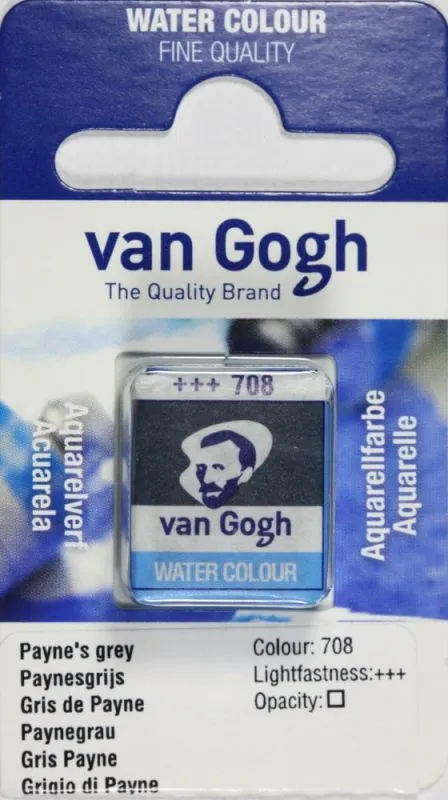 WATER COLOUR
FINE QUALITY
van Gogh
The Quality Brand
+++ 708
van Gogh
WATER COLOUR
Aquarelverf
Acuarela
Aquarellfarbe
Aquarelle
Payne's grey
Paynesgrijs
Gris de Payne
Paynegrau
Gris Payne
Grigio di Payne
Colour: 708
Lightfastness:+++
Opacity:□